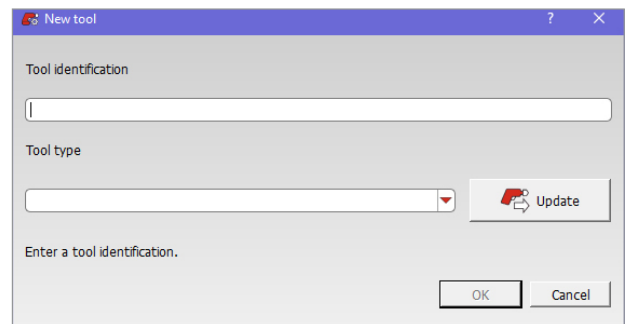 New tool
Tool identification
Tool type
Update
Enter a tool identification.
OK Cancel